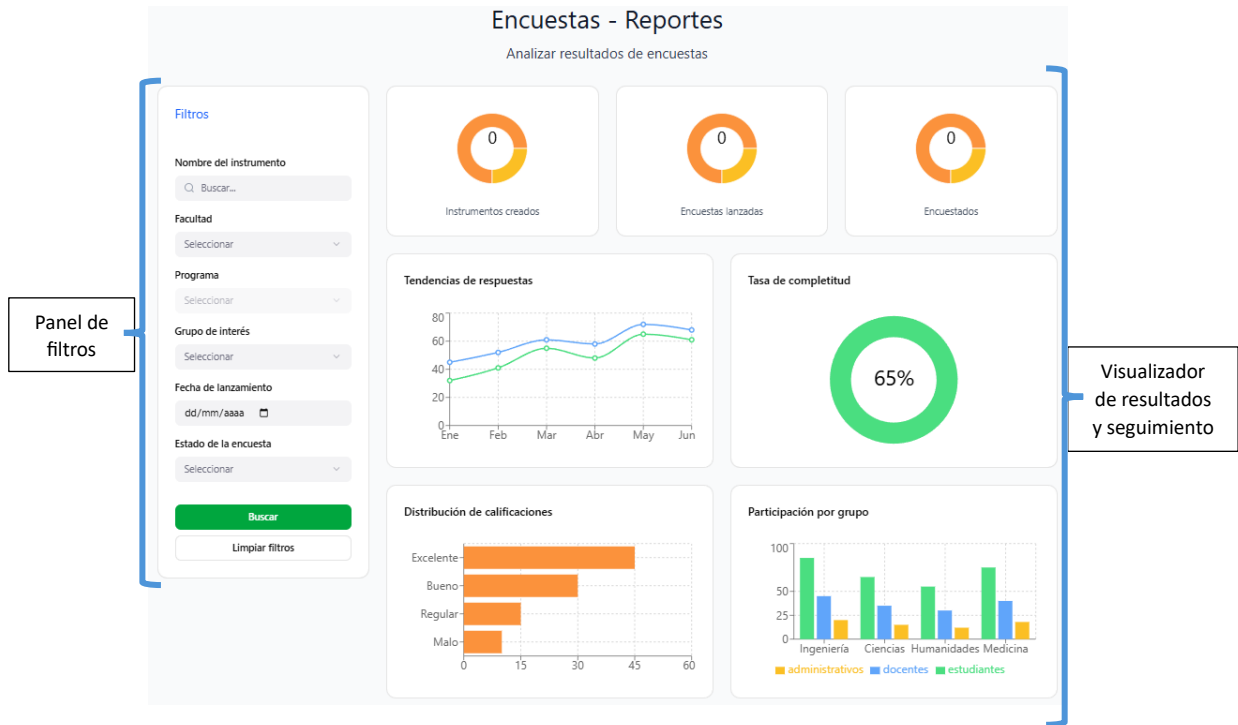 Encuestas - Reportes
Analizar resultados de encuestas
Panel de
filtros
Filtros
Nombre del instrumento
Buscar...
Facultad
Seleccionar
Programa
Seleccionar
Grupo de interés
Seleccionar
Fecha de lanzamiento
dd/mm/aaaa
Estado de la encuesta
Seleccionar
Buscar
Limpiar filtros
0
Instrumentos creados
0
Encuestas lanzadas
0
Encuestados
Tendencias de respuestas
80
60
40
20
0
Ene Feb Mar Abr May Jun
Tasa de completitud
65%
Distribución de calificaciones
Excelente
Bueno
Regular
Malo
0 15 30 45 60
Participación por grupo
100
50
25
0
Ingeniería Ciencias Humanidades Medicina
administrativos docentes estudiantes
Visualizador
de resultados
y seguimiento